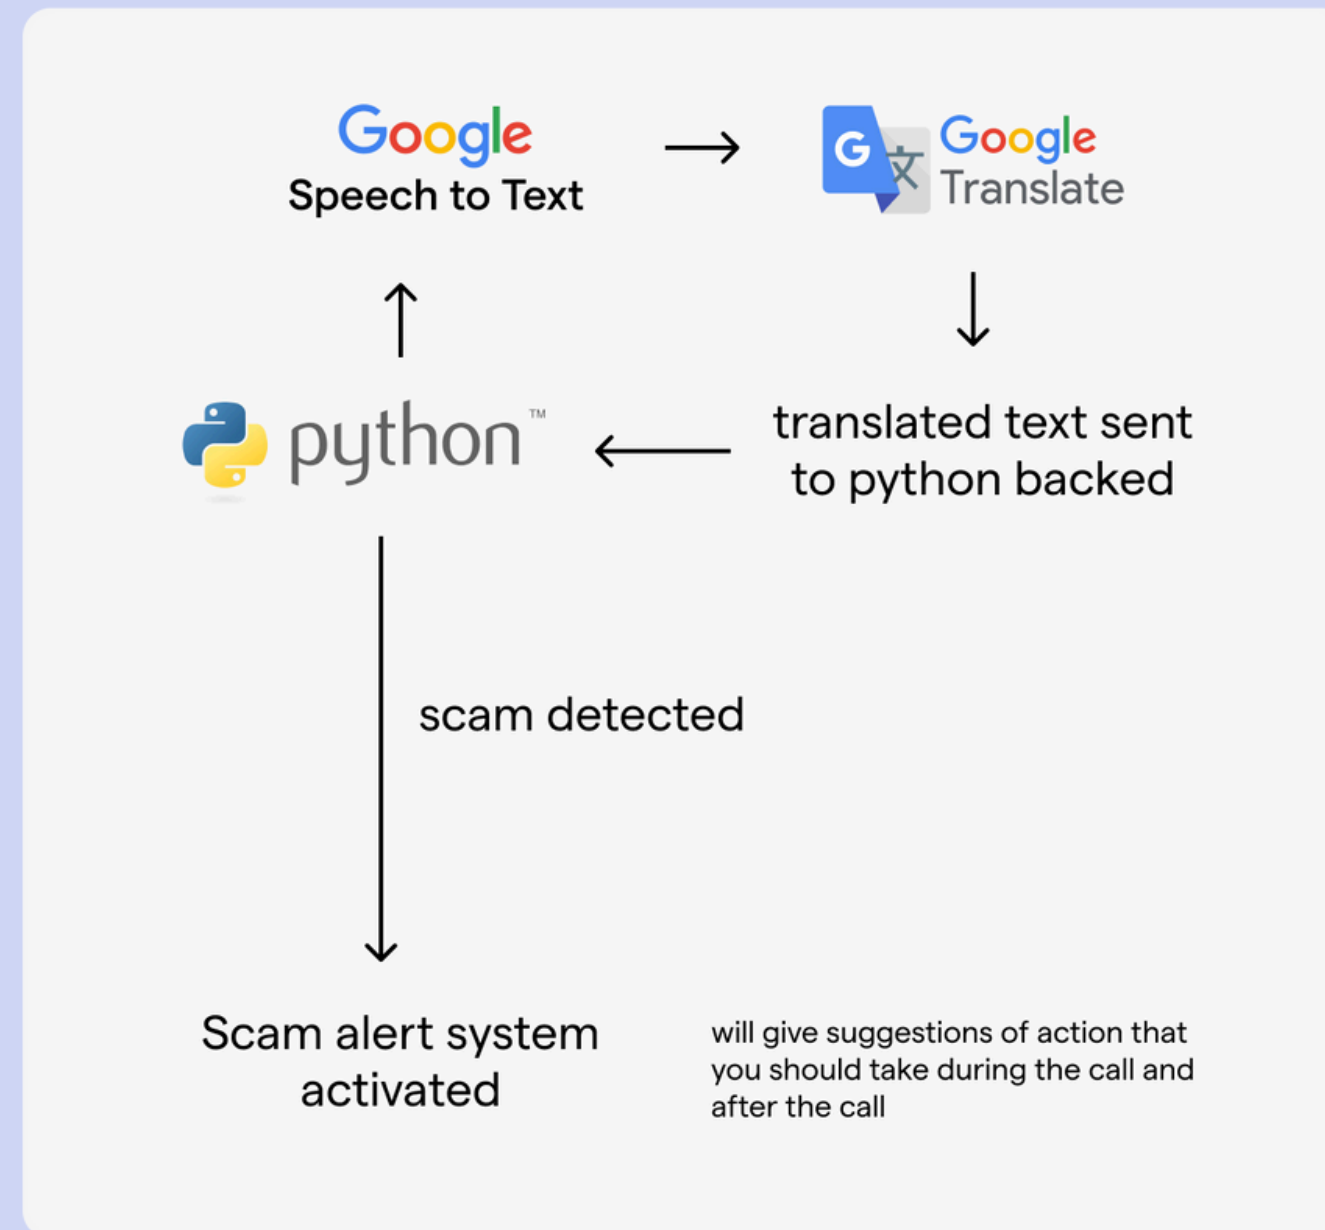 Google
Speech to Text
G 文 Google
Translate
python™
translated text sent
to python backed
scam detected
Scam alert system
activated
will give suggestions of action that
you should take during the call and
after the call